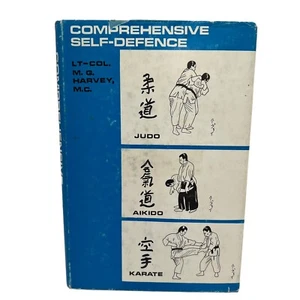 COMPREHENSIVE
SELF-DEFENCE
LT-COL.
M. G.
HARVEY,
M.C.
柔道
JUDO
合氣道
AIKIDO
空手
KARATE